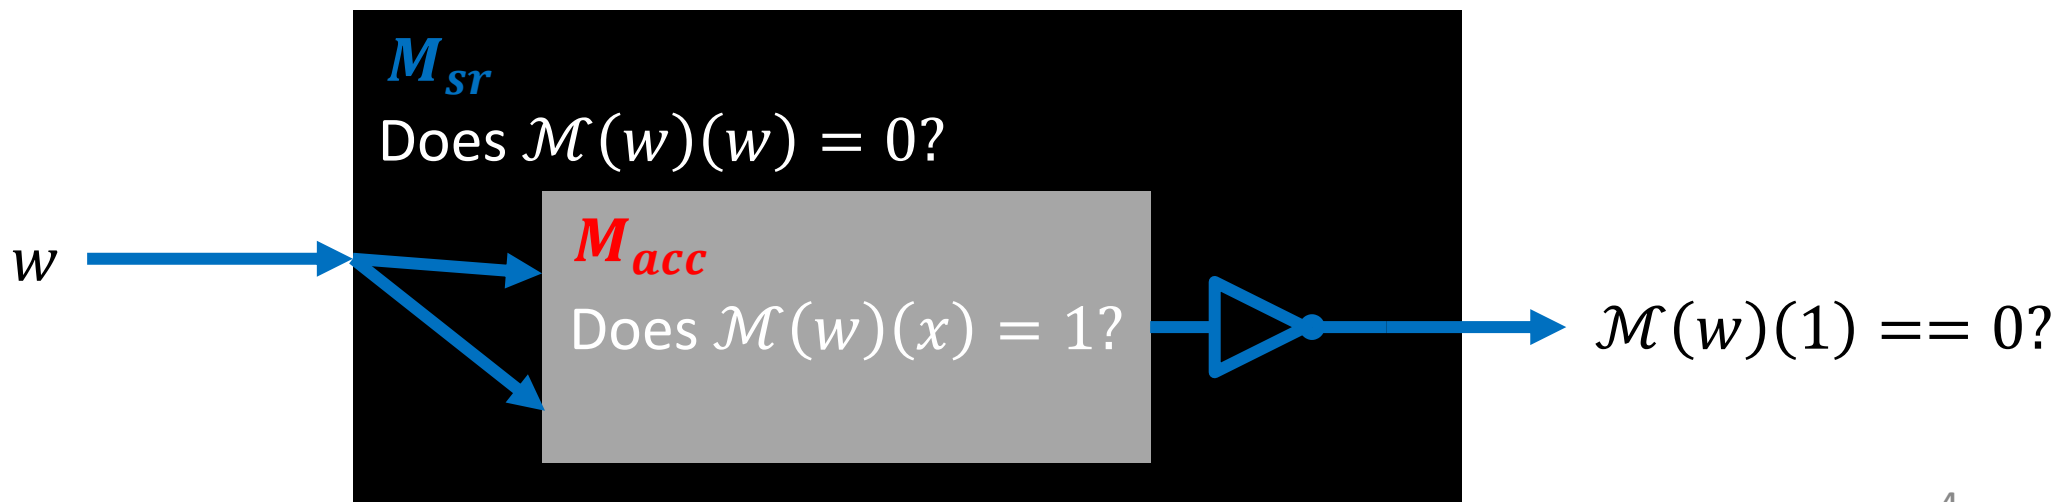 M_sr
Does ℳ(w)(w) = 0?
w
M_acc
Does ℳ(w)(x) = 1?
ℳ(w)(1) == 0?